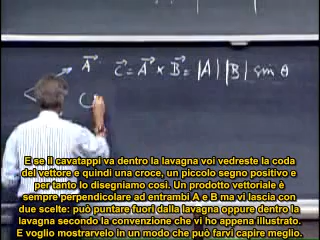 A⃗   C⃗ = A⃗ × B⃗ = |A| |B| sin θ
E se il cavatappi va dentro la lavagna voi vedreste la coda
del vettore e quindi una croce, un piccolo segno positivo e
per tanto lo disegniamo cosi. Un prodotto vettoriale è
sempre perpendicolare ad entrambi A e B ma vi lascia con
due scelte: può puntare fuori dalla lavagna oppure dentro la
lavagna secondo la convenzione che vi ho appena illustrato.
E voglio mostrarvelo in un modo che può farvi capire meglio.